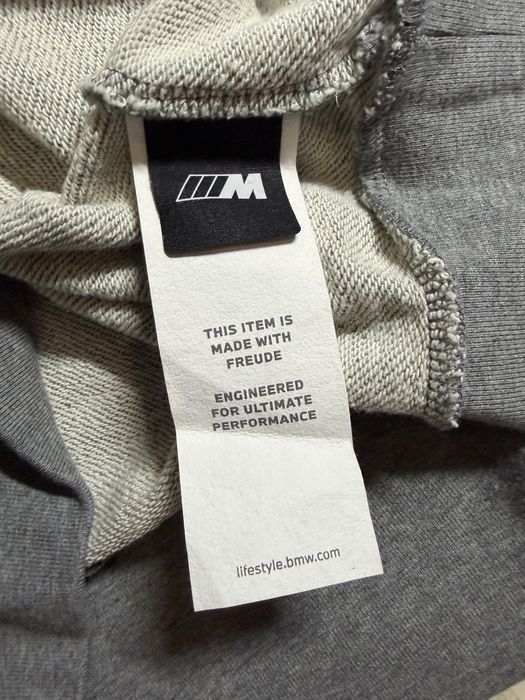 M
THIS ITEM IS
MADE WITH
FREUDE
ENGINEERED
FOR ULTIMATE
PERFORMANCE
lifestyle.bmw.com